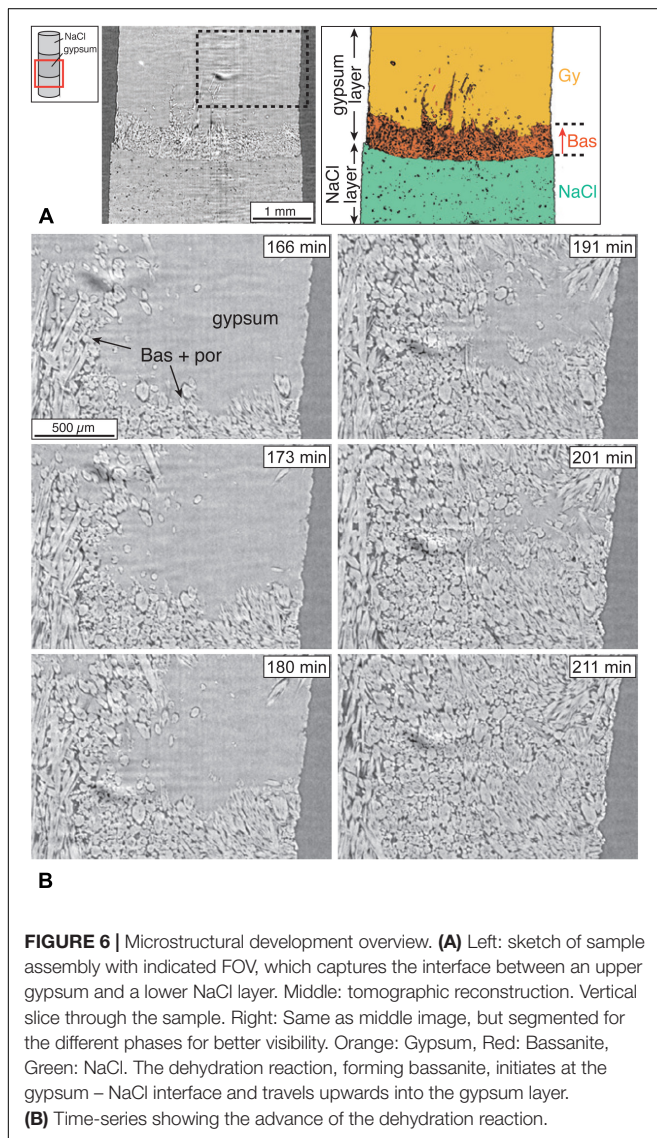 NaCl
gypsum
gypsum
layer
NaCl
layer
Gy
Bas
NaCl
A
1 mm
166 min
191 min
gypsum
Bas + por
500 µm
173 min
201 min
180 min
211 min
B
FIGURE 6 | Microstructural development overview. (A) Left: sketch of sample
assembly with indicated FOV, which captures the interface between an upper
gypsum and a lower NaCl layer. Middle: tomographic reconstruction. Vertical
slice through the sample. Right: Same as middle image, but segmented for
the different phases for better visibility. Orange: Gypsum, Red: Bassanite,
Green: NaCl. The dehydration reaction, forming bassanite, initiates at the
gypsum – NaCl interface and travels upwards into the gypsum layer.
(B) Time-series showing the advance of the dehydration reaction.